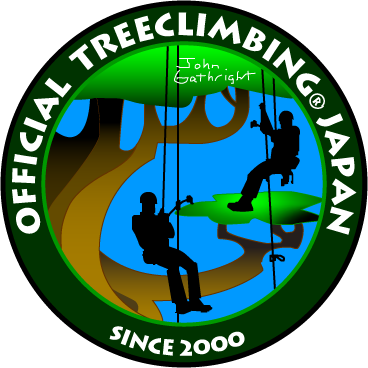 OFFICIAL TREECLIMBING® JAPAN
John
Gathright
SINCE 2000